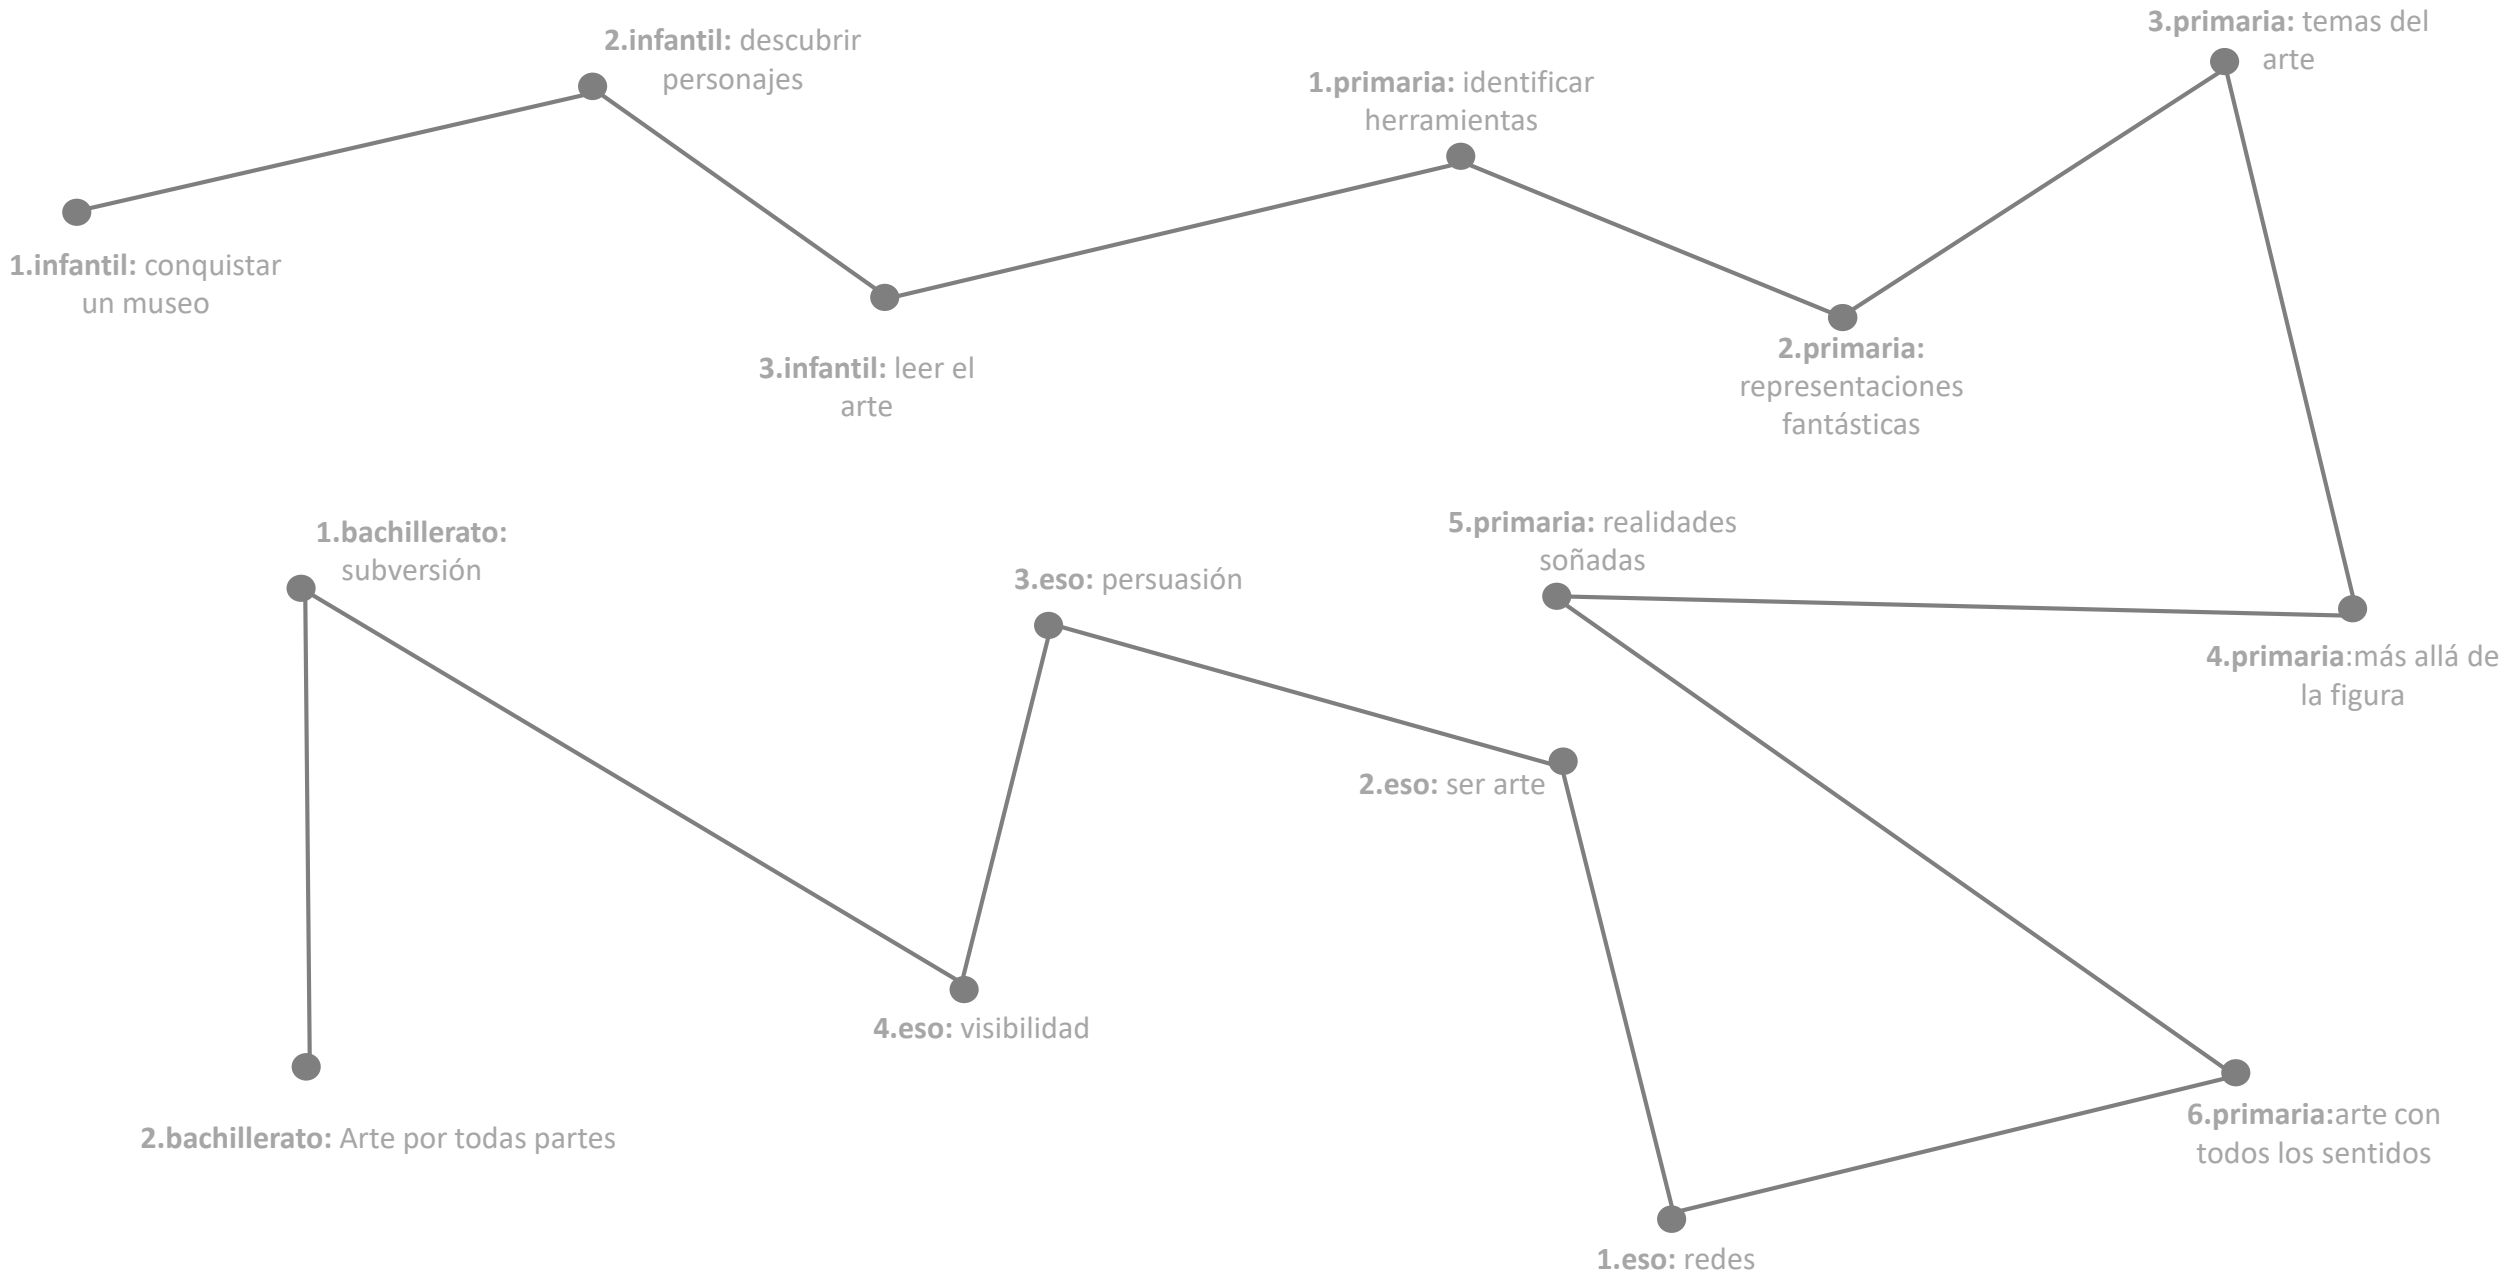 1.infantil: conquistar
un museo
2.infantil: descubrir
personajes
3.infantil: leer el
arte
1.primaria: identificar
herramientas
2.primaria:
representaciones
fantásticas
3.primaria: temas del
arte
4.primaria:más allá de
la figura
5.primaria: realidades
soñadas
6.primaria:arte con
todos los sentidos
1.eso: redes
2.eso: ser arte
3.eso: persuasión
4.eso: visibilidad
1.bachillerato:
subversión
2.bachillerato: Arte por todas partes